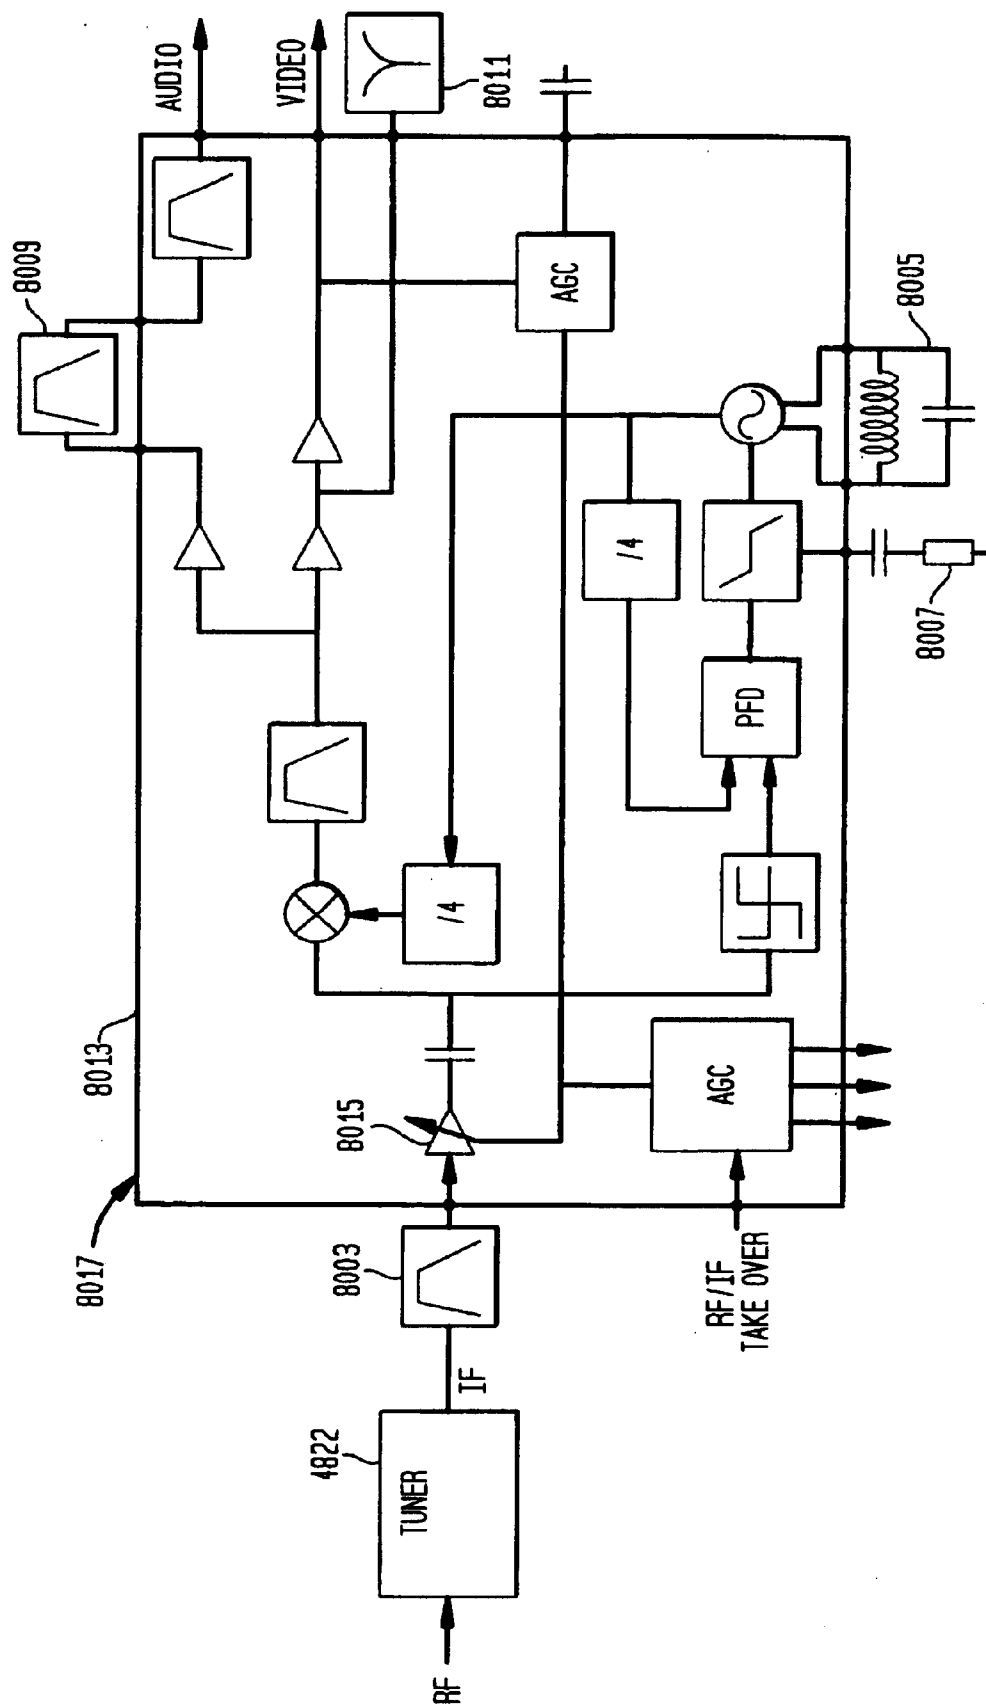 RF
TUNER
4822
IF
8003
8017
8013
RF/IF
TAKE OVER
8015
AGC
/4
PFD
/4
AGC
8007
8005
8009
8011
AUDIO
VIDEO